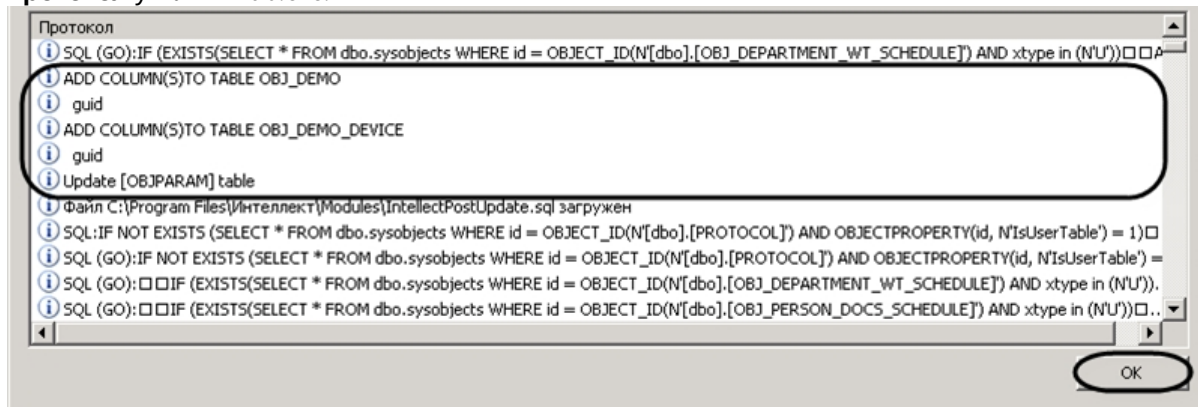 Протокол
SQL (GO):IF (EXISTS(SELECT * FROM dbo.sysobjects WHERE id = OBJECT_ID(N'[dbo].[OBJ_DEPARTMENT_WT_SCHEDULE]') AND xtype in (N'U'))□□
ADD COLUMN(S)TO TABLE OBJ_DEMO
guid
ADD COLUMN(S)TO TABLE OBJ_DEMO_DEVICE
guid
Update [OBJPARAM] table
Файл C:\Program Files\Интеллект\Modules\IntellectPostUpdate.sql загружен
SQL:IF NOT EXISTS (SELECT * FROM dbo.sysobjects WHERE id = OBJECT_ID(N'[dbo].[PROTOCOL]') AND OBJECTPROPERTY(id, N'IsUserTable') = 1)□
SQL (GO):IF NOT EXISTS (SELECT * FROM dbo.sysobjects WHERE id = OBJECT_ID(N'[dbo].[PROTOCOL]') AND OBJECTPROPERTY(id, N'IsUserTable') =
SQL (GO):□□IF (EXISTS(SELECT * FROM dbo.sysobjects WHERE id = OBJECT_ID(N'[dbo].[OBJ_DEPARTMENT_WT_SCHEDULE]') AND xtype in (N'U')).
SQL (GO):□□IF (EXISTS(SELECT * FROM dbo.sysobjects WHERE id = OBJECT_ID(N'[dbo].[OBJ_PERSON_DOCS_SCHEDULE]') AND xtype in (N'U'))□..
OK